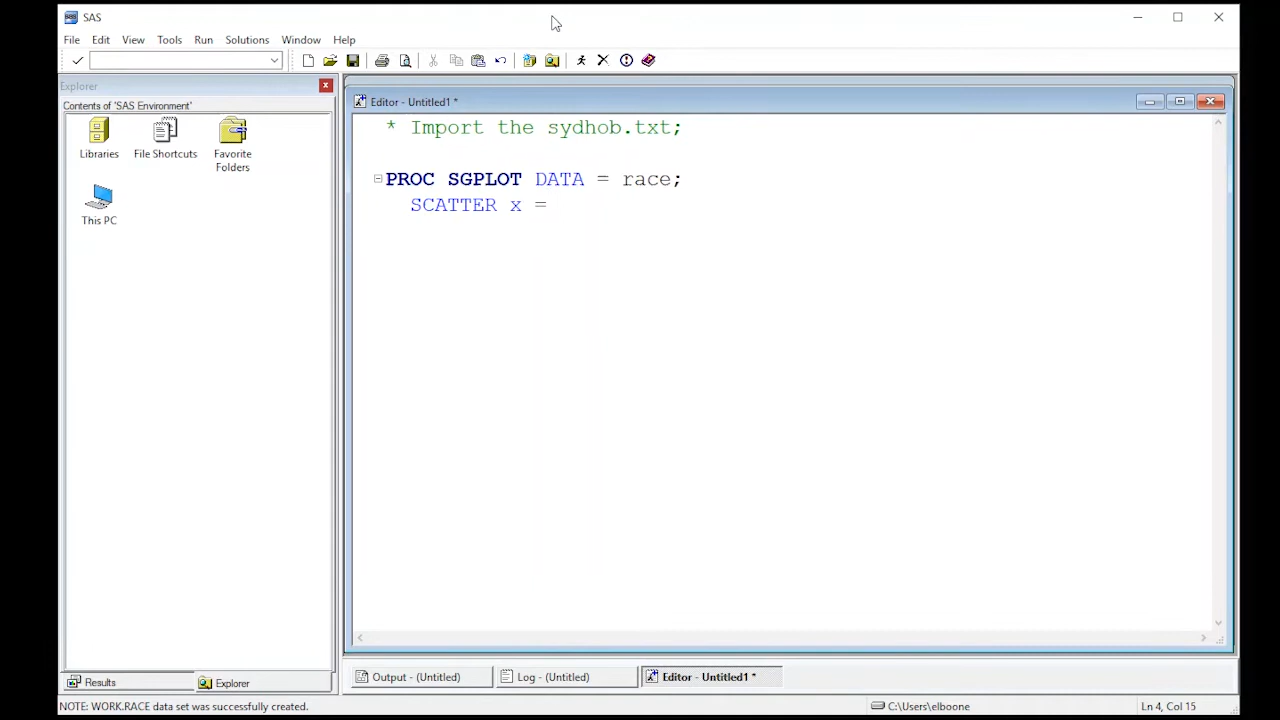 SAS
File Edit View Tools Run Solutions Window Help
Explorer
Contents of 'SAS Environment'
Libraries
File Shortcuts
Favorite
Folders
This PC
Editor - Untitled1 *
* Import the sydhob.txt;
PROC SGPLOT DATA = race;
SCATTER x =
Results
Explorer
Output - (Untitled)
Log - (Untitled)
Editor - Untitled1 *
NOTE: WORK.RACE data set was successfully created.
C:\Users\elboone
Ln 4, Col 15